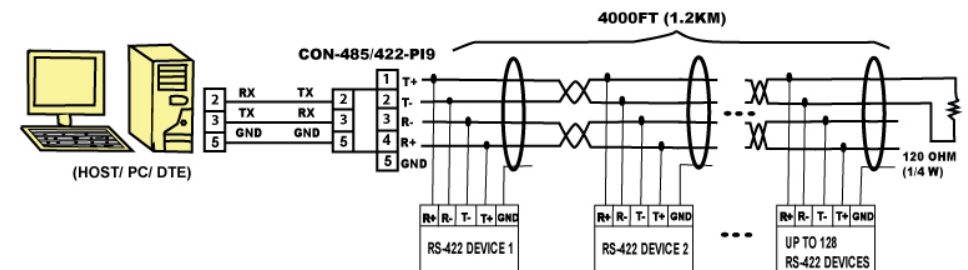 4000FT (1.2KM)
CON-485/422-PI9
1 T+
2 RX TX 2 2 T-
3 TX RX 3 3 R-
5 GND GND 5 4 R+
5 GND
(HOST/ PC/ DTE)
120 OHM
(1/4 W)
R+ R- T- T+ GND
RS-422 DEVICE 1
R+ R- T- T+ GND
RS-422 DEVICE 2
R+ R- T- T+ GND
UP TO 128
RS-422 DEVICES